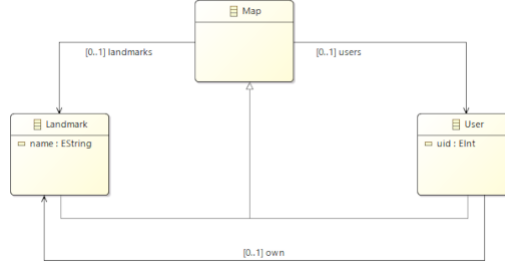 Map
[0..1] landmarks
[0..1] users
Landmark
name : EString
User
uid : EInt
[0..1] own